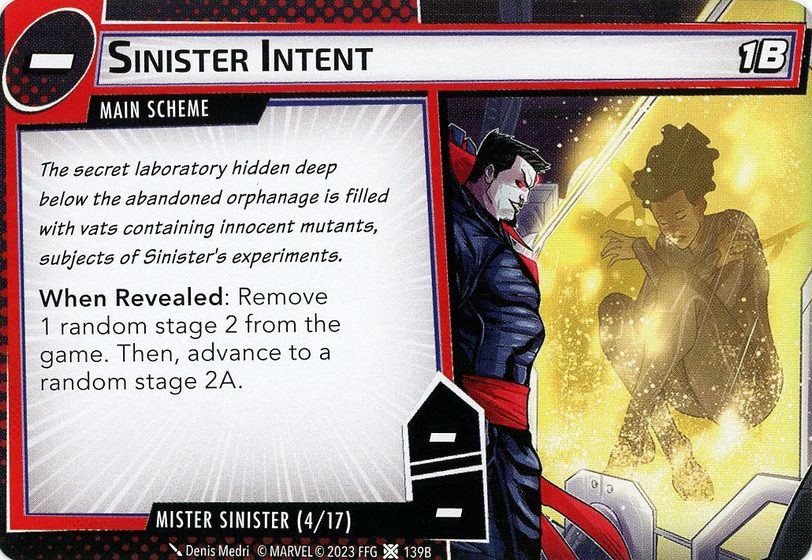 SINISTER INTENT
1B
MAIN SCHEME
The secret laboratory hidden deep
below the abandoned orphanage is filled
with vats containing innocent mutants,
subjects of Sinister's experiments.
When Revealed: Remove
1 random stage 2 from the
game. Then, advance to a
random stage 2A.
MISTER SINISTER (4/17)
Denis Medri © MARVEL © 2023 FFG 139B